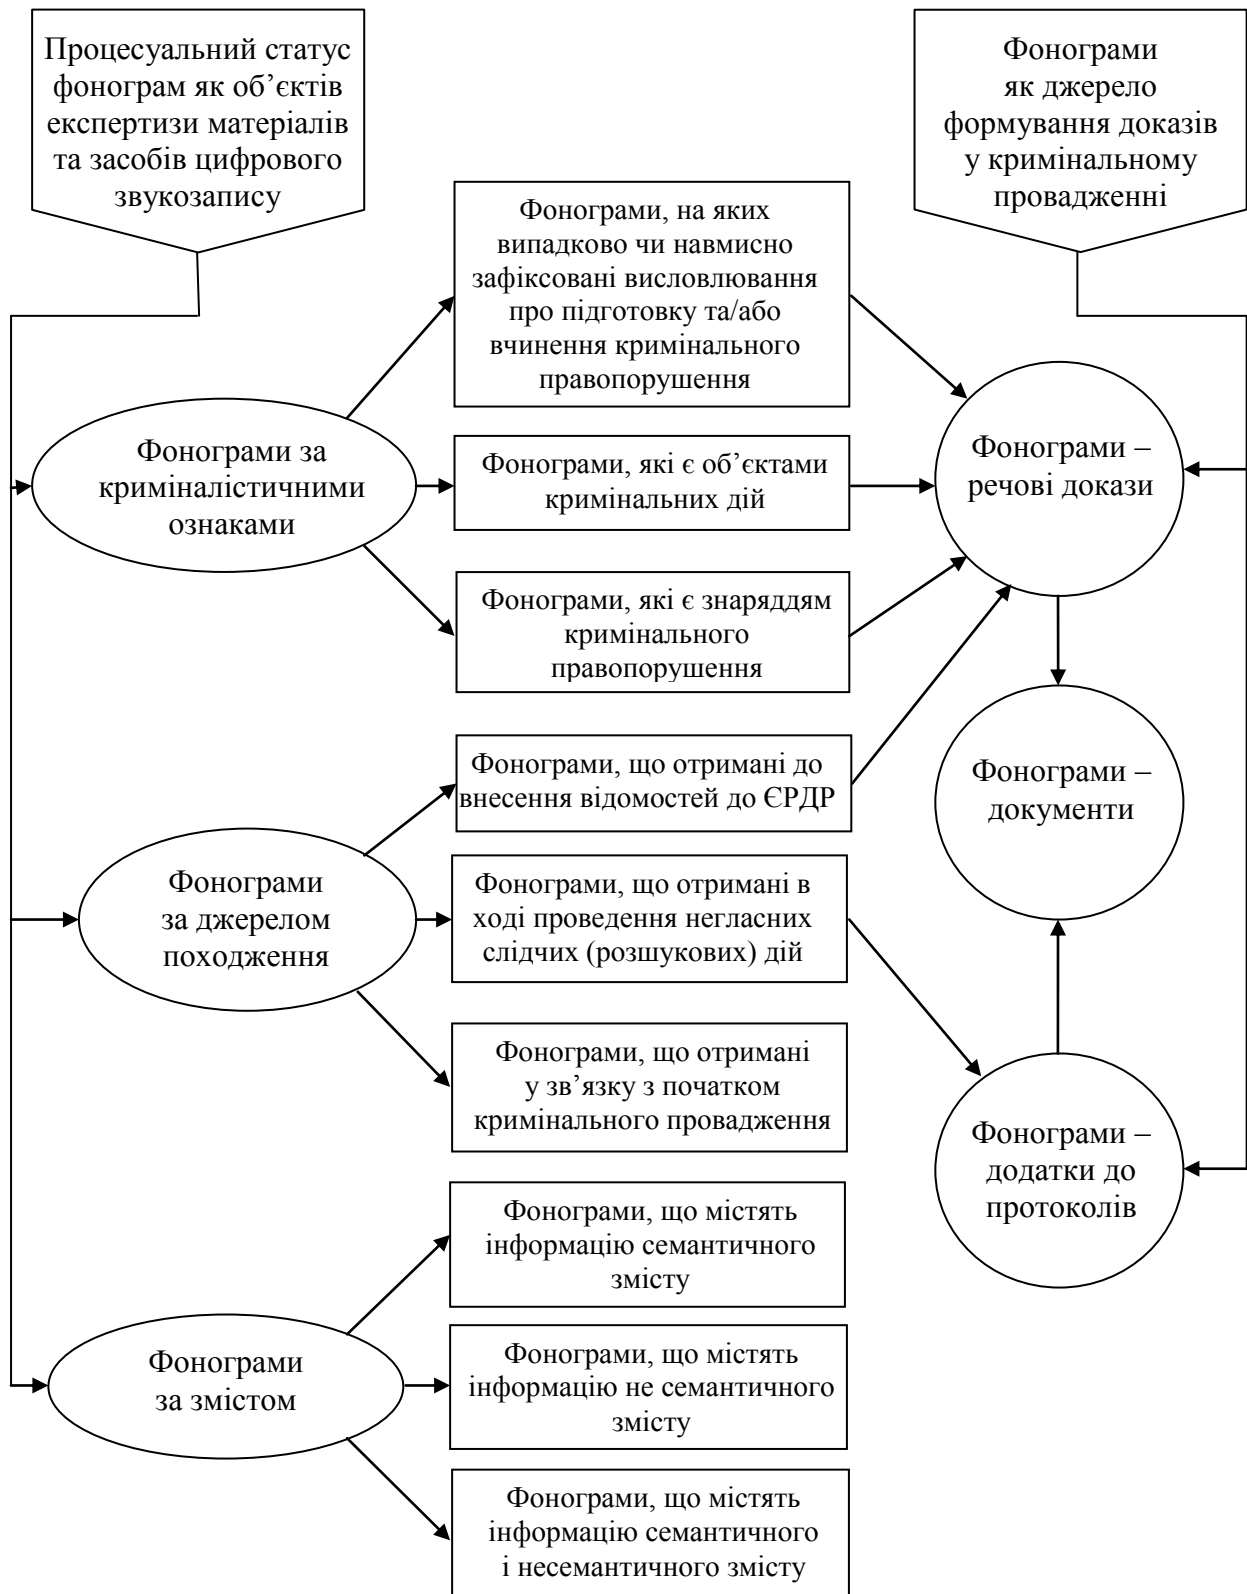 Процесуальний статус
фонограм як об’єктів
експертизи матеріалів
та засобів цифрового
звукозапису
Фонограми
як джерело
формування доказів
у кримінальному
провадженні
Фонограми, на яких
випадково чи навмисно
зафіксовані висловлювання
про підготовку та/або
вчинення кримінального
правопорушення
Фонограми за
криміналістичними
ознаками
Фонограми, які є об’єктами
кримінальних дій
Фонограми –
речові докази
Фонограми, які є знаряддям
кримінального
правопорушення
Фонограми, що отримані до
внесення відомостей до ЄРДР
Фонограми –
документи
Фонограми
за джерелом
походження
Фонограми, що отримані в
ході проведення негласних
слідчих (розшукових) дій
Фонограми, що отримані
у зв’язку з початком
кримінального провадження
Фонограми –
додатки до
протоколів
Фонограми, що містять
інформацію семантичного
змісту
Фонограми
за змістом
Фонограми, що містять
інформацію не семантичного
змісту
Фонограми, що містять
інформацію семантичного
і несемантичного змісту